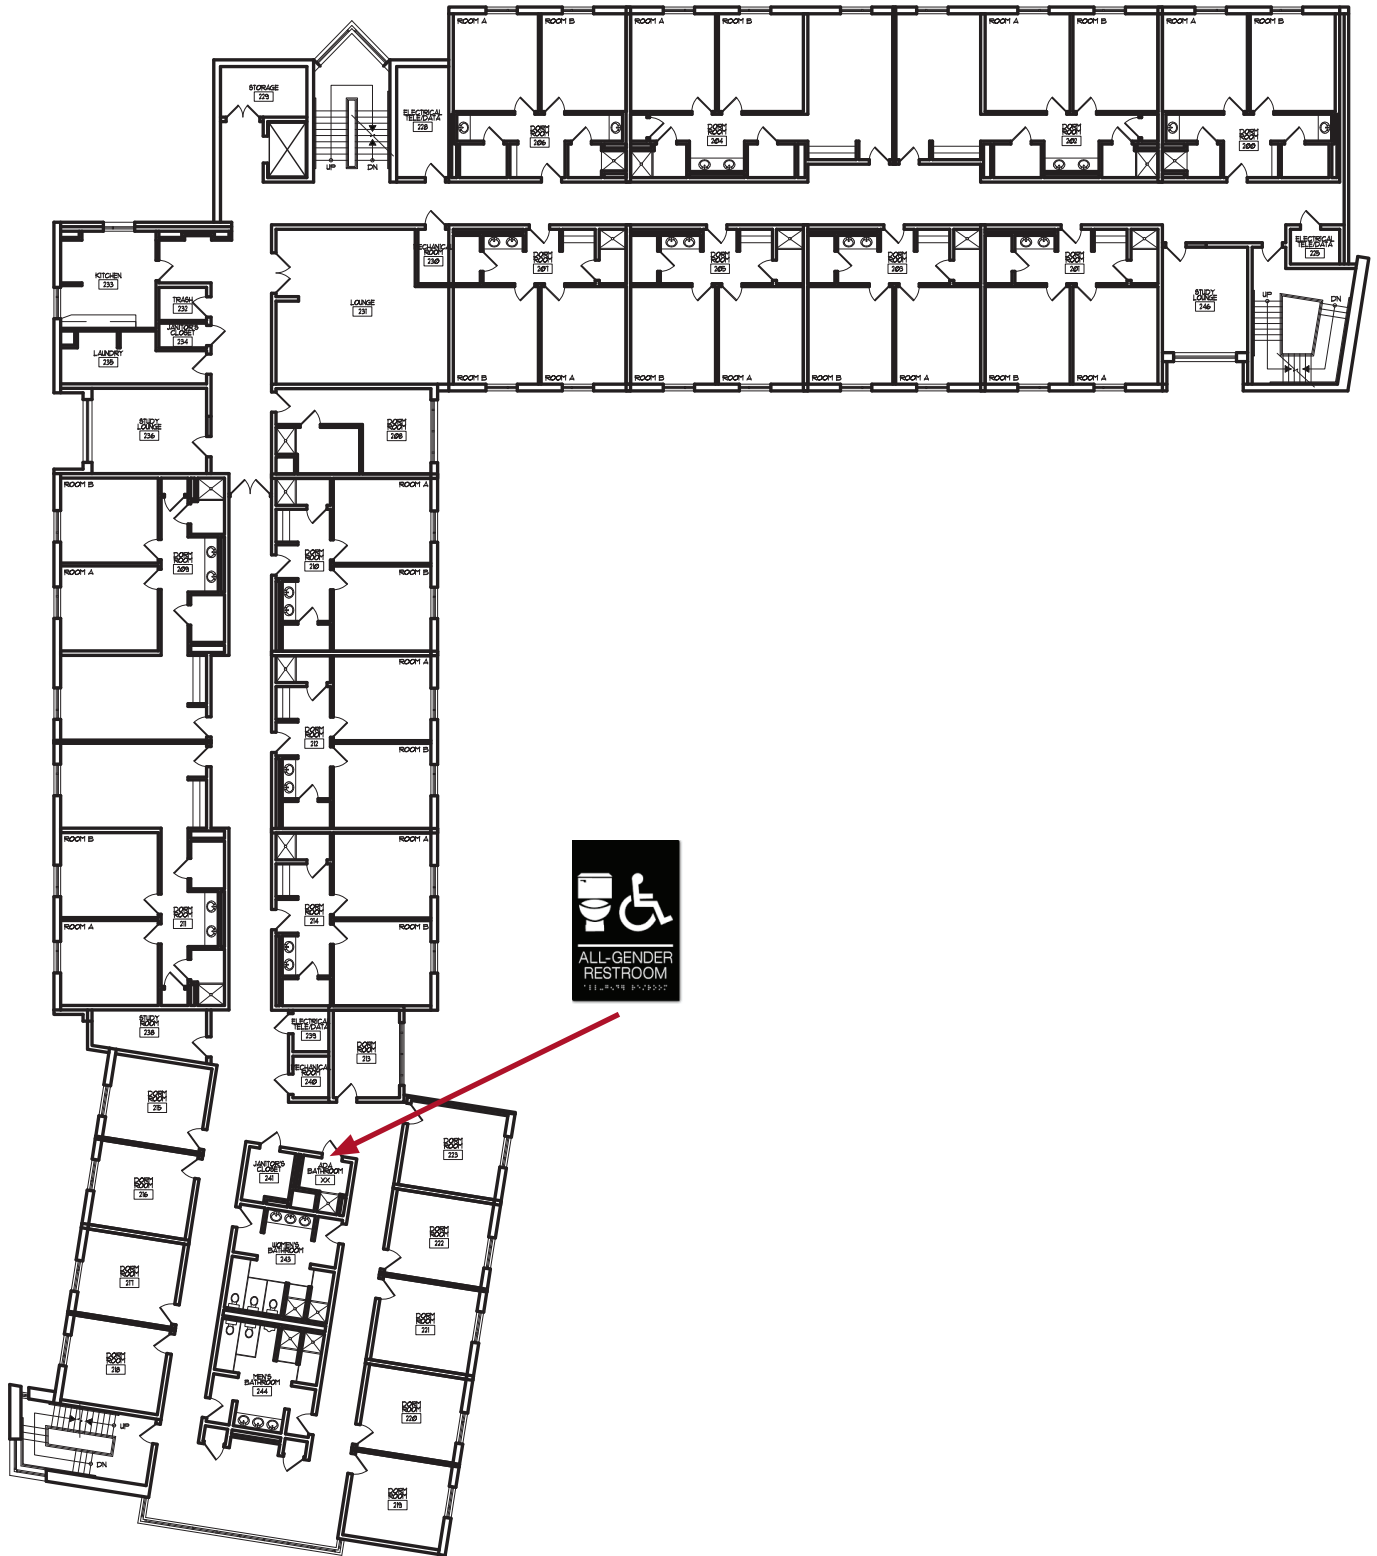 ROOM A
ROOM B
ROOM A
ROOM B
ROOM A
ROOM B
ROOM A
ROOM B
STORAGE
229
ELECTRICAL
TELE/DATA
228
UP
DN
DORM
ROOM
206
DORM
ROOM
204
DORM
ROOM
202
DORM
ROOM
200
KITCHEN
233
TRASH
232
JANITOR'S
CLOSET
234
LAUNDRY
235
LOUNGE
231
MECHANICAL
ROOM
230
DORM
ROOM
207
DORM
ROOM
205
DORM
ROOM
203
DORM
ROOM
201
ELECTRICAL
TELE/DATA
225
STUDY
LOUNGE
246
UP
DN
ROOM B
ROOM A
ROOM B
ROOM A
ROOM B
ROOM A
ROOM B
ROOM A
STUDY
LOUNGE
236
DORM
ROOM
208
ROOM B
ROOM A
DORM
ROOM
209
ROOM A
ROOM B
DORM
ROOM
210
ROOM A
ROOM B
DORM
ROOM
212
ROOM B
ROOM A
DORM
ROOM
211
ROOM A
ROOM B
DORM
ROOM
214
ALL-GENDER
RESTROOM
STUDY
ROOM
238
ELECTRICAL
TELE/DATA
239
MECHANICAL
ROOM
240
DORM
ROOM
213
DORM
ROOM
215
DORM
ROOM
216
DORM
ROOM
217
DORM
ROOM
218
JANITOR'S
CLOSET
241
ADA
BATHROOM
XX
WOMEN'S
BATHROOM
243
MEN'S
BATHROOM
244
DORM
ROOM
223
DORM
ROOM
222
DORM
ROOM
221
DORM
ROOM
220
DORM
ROOM
219
UP
DN